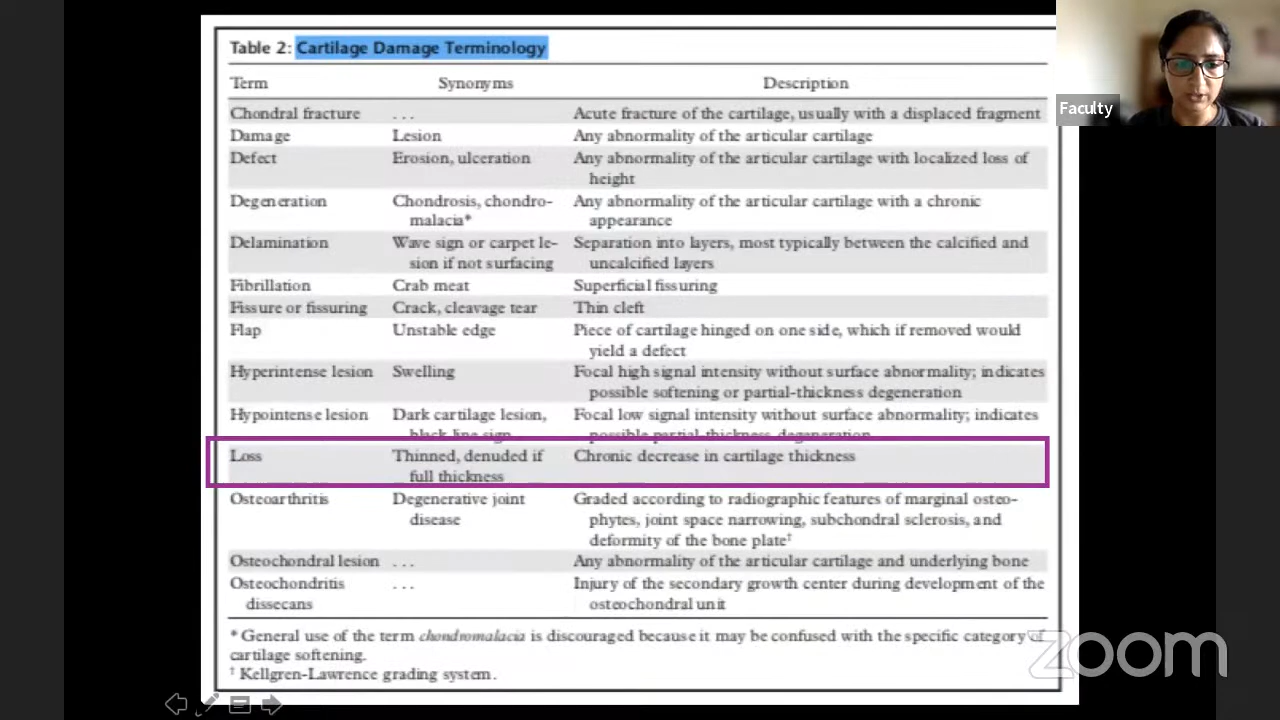 Table 2: Cartilage Damage Terminology
Term Synonyms Description
Chondral fracture ... Acute fracture of the cartilage, usually with a displaced fragment
Damage Lesion Any abnormality of the articular cartilage
Defect Erosion, ulceration Any abnormality of the articular cartilage with localized loss of
height
Degeneration Chondrosis, chondro- Any abnormality of the articular cartilage with a chronic
malacia* appearance
Delamination Wave sign or carpet le- Separation into layers, most typically between the calcified and
sion if not surfacing uncalcified layers
Fibrillation Crab meat Superficial fissuring
Fissure or fissuring Crack, cleavage tear Thin cleft
Flap Unstable edge Piece of cartilage hinged on one side, which if removed would
yield a defect
Hyperintense lesion Swelling Focal high signal intensity without surface abnormality; indicates
possible softening or partial-thickness degeneration
Hypointense lesion Dark cartilage lesion, Focal low signal intensity without surface abnormality; indicates
black line sign possible partial-thickness degeneration
Loss Thinned, denuded if Chronic decrease in cartilage thickness
full thickness
Osteoarthritis Degenerative joint Graded according to radiographic features of marginal osteo-
disease phytes, joint space narrowing, subchondral sclerosis, and
deformity of the bone plate†
Osteochondral lesion ... Any abnormality of the articular cartilage and underlying bone
Osteochondritis ... Injury of the secondary growth center during development of the
dissecans osteochondral unit
* General use of the term chondromalacia is discouraged because it may be confused with the specific category of
cartilage softening.
† Kellgren-Lawrence grading system.
Faculty
zoom